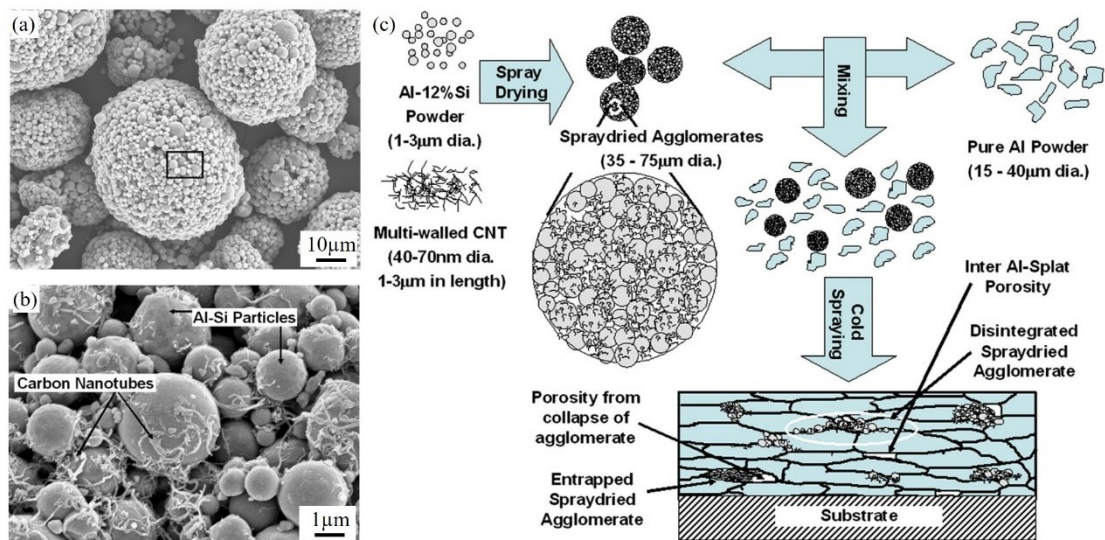 (a)
10μm
(b)
Al-Si Particles
Carbon Nanotubes
1μm
(c)
Al-12%Si
Powder
(1-3μm dia.)
Spray
Drying
Multi-walled CNT
(40-70nm dia.
1-3μm in length)
Spraydried Agglomerates
(35 - 75μm dia.)
Mixing
Pure Al Powder
(15 - 40μm dia.)
Cold
Spraying
Inter Al-Splat
Porosity
Disintegrated
Spraydried
Agglomerate
Porosity from
collapse of
agglomerate
Entrapped
Spraydried
Agglomerate
Substrate